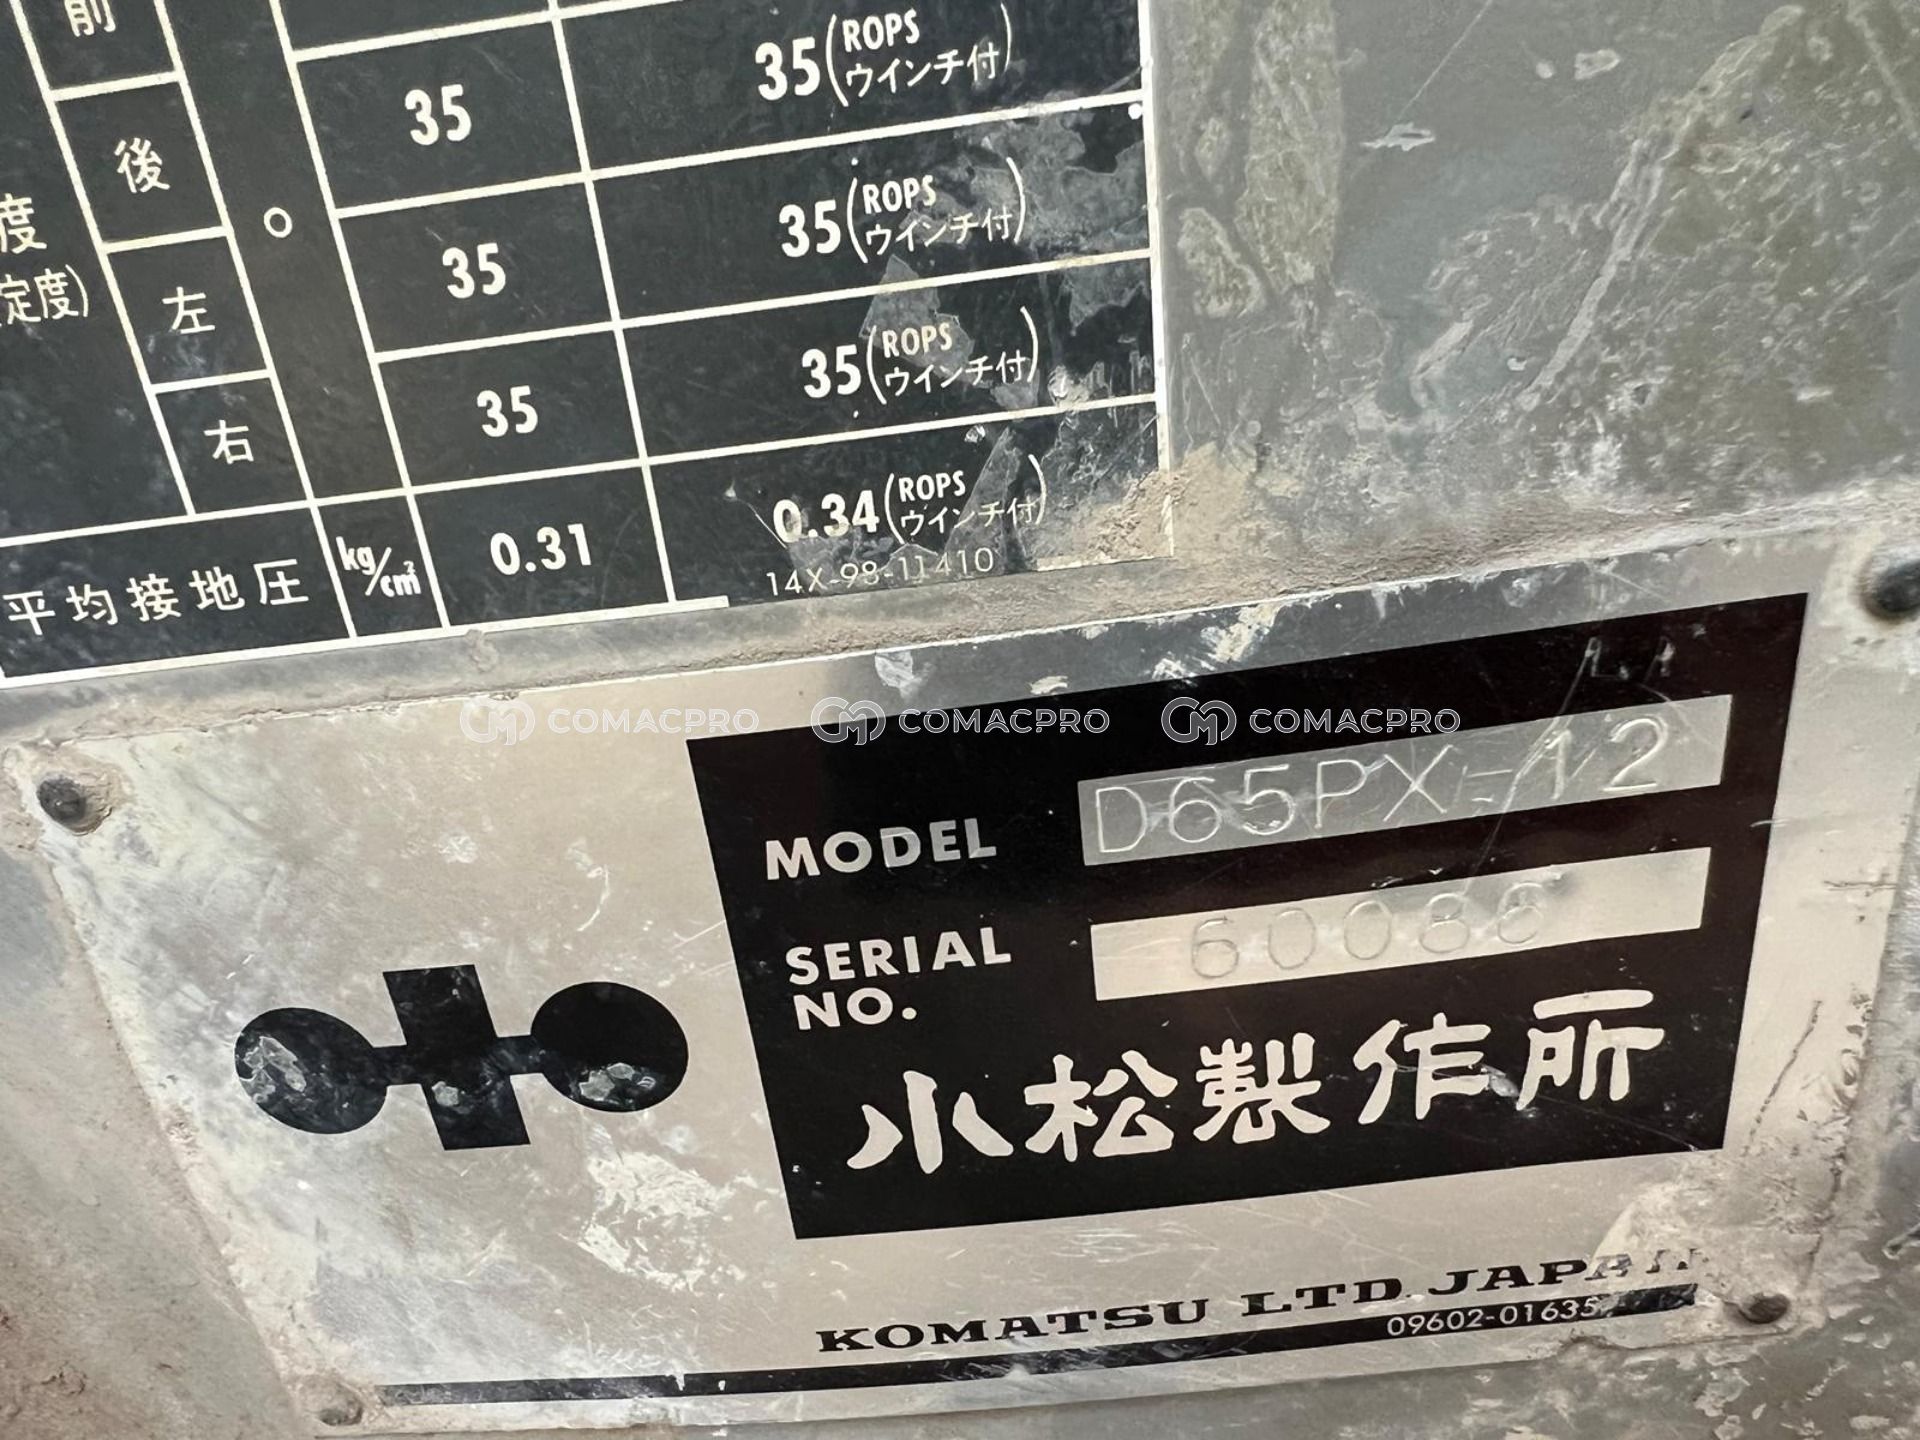 前
後
度
定度)
左
右
°
35 35(ROPS ウインチ付)
35 35(ROPS ウインチ付)
35 35(ROPS ウインチ付)
平均接地圧 kg/cm² 0.31 0.34(ROPS ウインチ付)
14X-98-11410
COMACPRO COMACPRO COMACPRO
MODEL D65PX-12
SERIAL NO. 60086
小松製作所
KOMATSU LTD. JAPAN
09602-01635